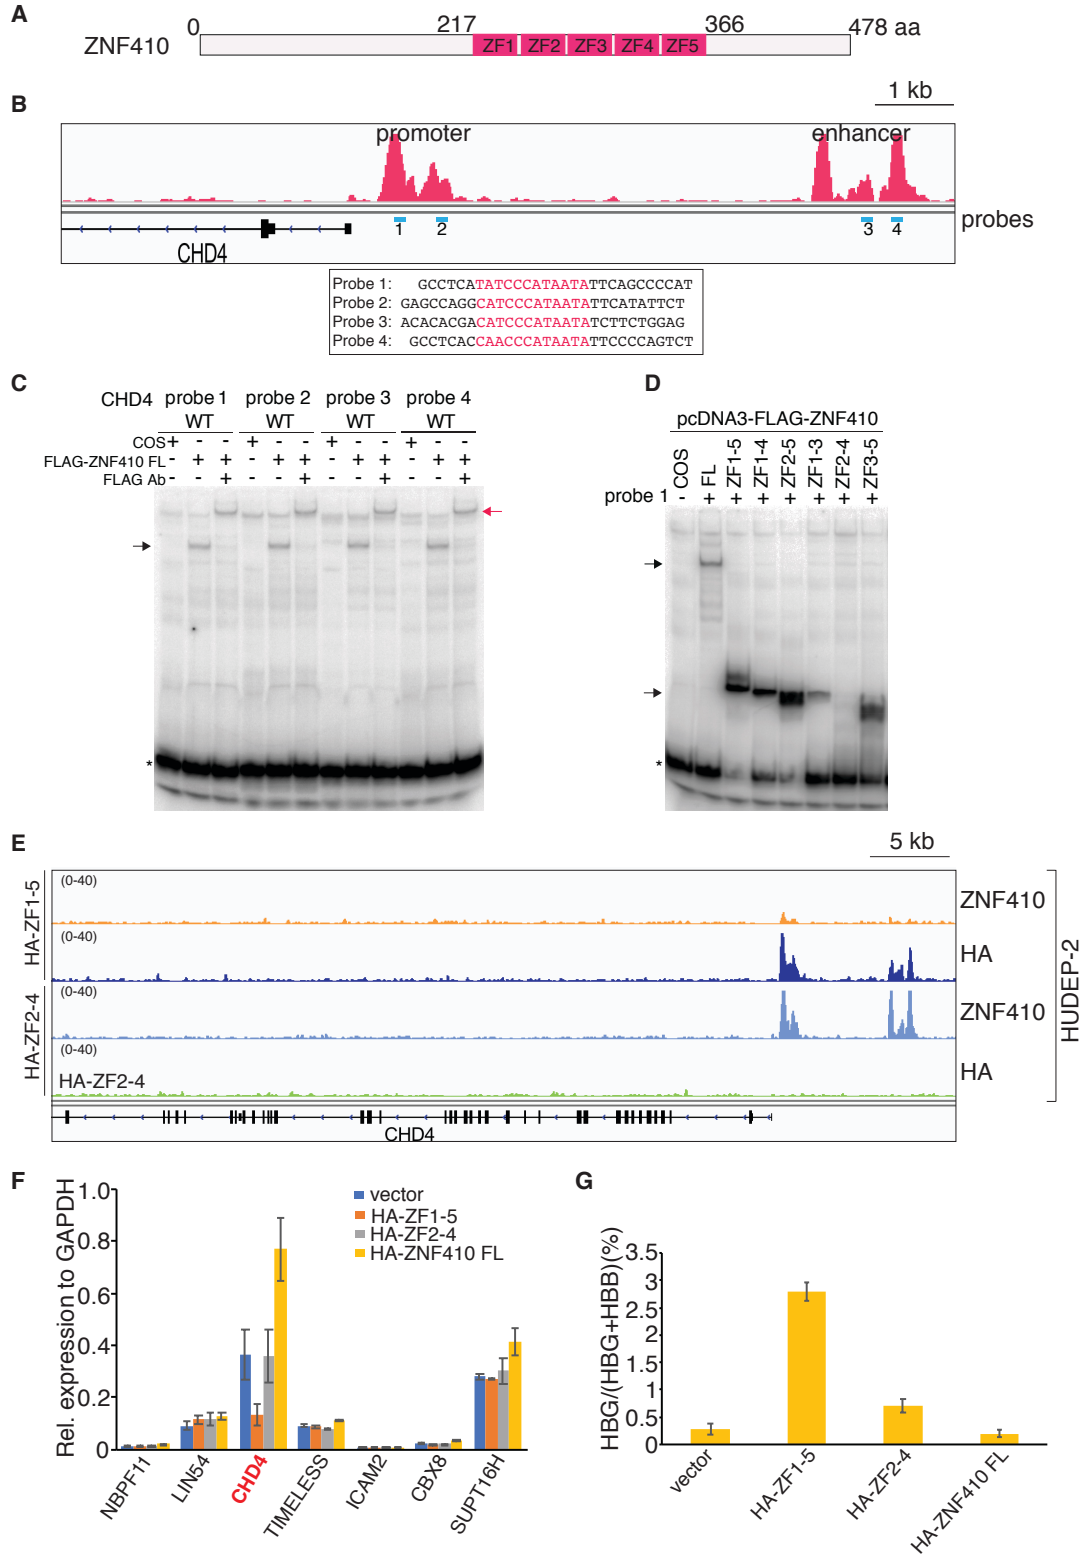 A
0 217 366 478 aa
ZNF410 ZF1 ZF2 ZF3 ZF4 ZF5
B
1 kb
promoter enhancer
1 2 3 4 probes
CHD4
Probe 1: GCCTCATATCCCATAATATTCAGCCCCAT
Probe 2: GAGCCAGGCATCCCATAATATTCATATTCT
Probe 3: ACACACGACATCCCATAATATCTTCTGGAG
Probe 4: GCCTCACCAACCCATAATATTCCCCAGTCT
C
CHD4 probe 1 probe 2 probe 3 probe 4
WT WT WT WT
COS + - - + - - + - - + - -
FLAG-ZNF410 FL - + + - + + - + + - + +
FLAG Ab - - + - - + - - + - - +
*
D
pcDNA3-FLAG-ZNF410
COS FL ZF1-5 ZF1-4 ZF2-5 ZF1-3 ZF2-4 ZF3-5
probe 1 - + + + + + + +
*
E
5 kb
HA-ZF1-5
(0-40) ZNF410
(0-40) HA
HA-ZF2-4
(0-40) ZNF410
(0-40) HA
HA-ZF2-4
HUDEP-2
CHD4
F
Rel. expression to GAPDH
1.0
0.8
0.6
0.4
0.2
0
vector
HA-ZF1-5
HA-ZF2-4
HA-ZNF410 FL
NBPF11 LIN54 CHD4 TIMELESS ICAM2 CBX8 SUPT16H
G
HBG/(HBG+HBB)(%)
3.5
3
2.5
2
1.5
1
0.5
0
vector HA-ZF1-5 HA-ZF2-4 HA-ZNF410 FL